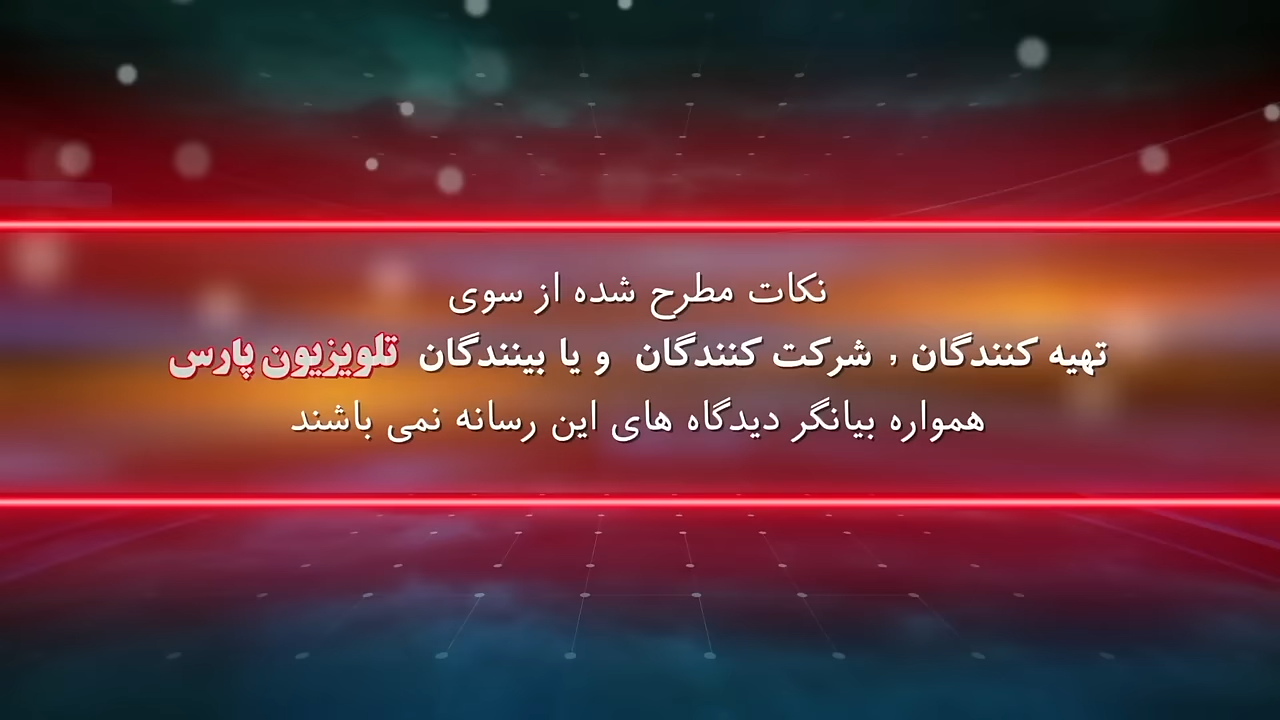 نکات مطرح شده از سوی
تهیه کنندگان , شرکت کنندگان و یا بینندگان تلویزیون پارس
همواره بیانگر دیدگاه های این رسانه نمی باشند